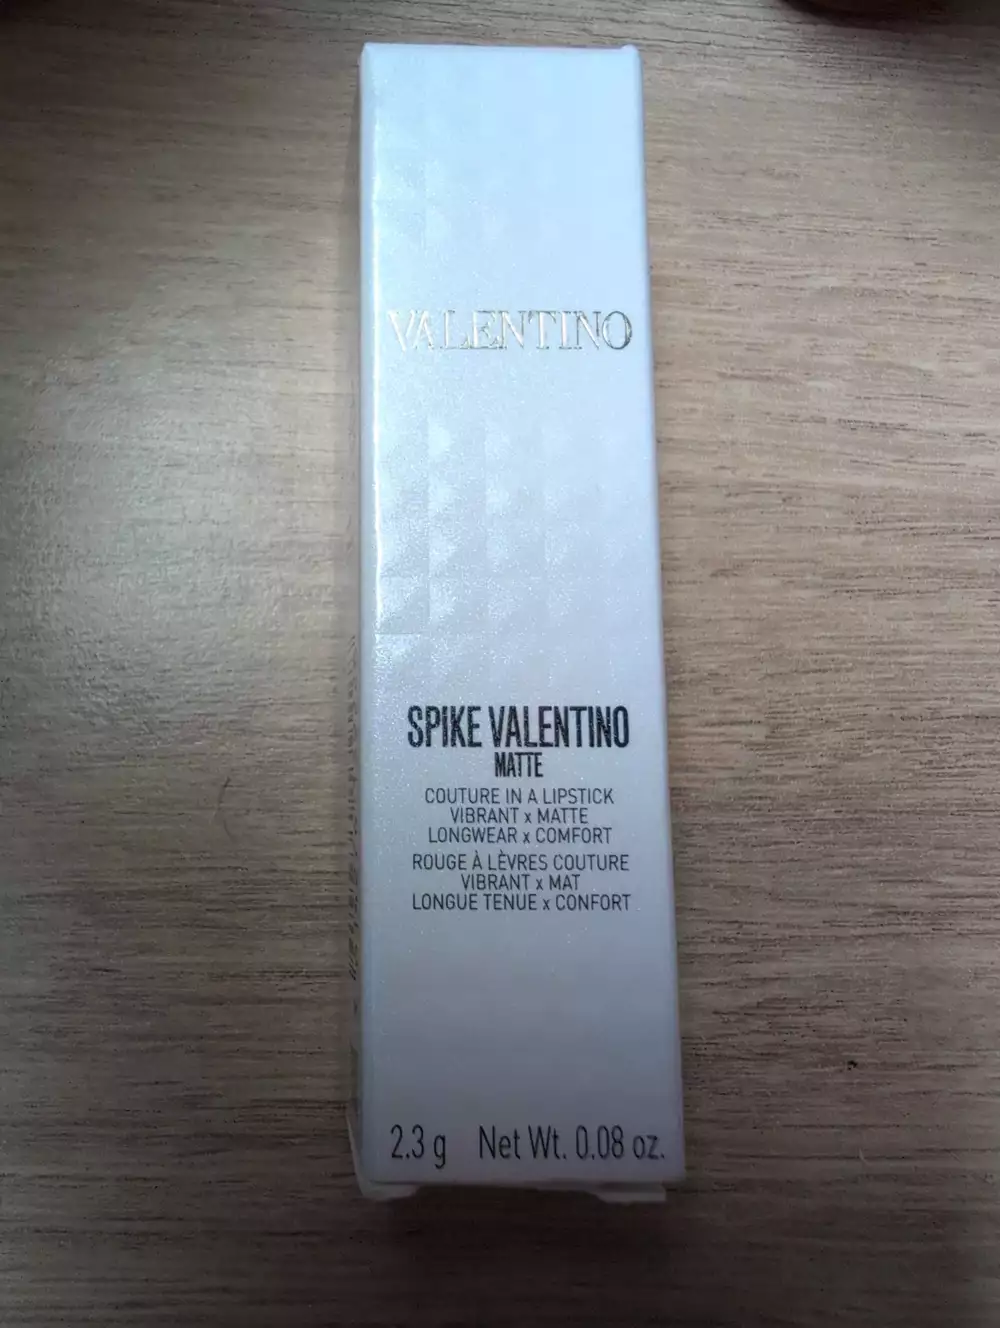 VALENTINO
SPIKE VALENTINO
MATTE
COUTURE IN A LIPSTICK
VIBRANT x MATTE
LONGWEAR x COMFORT
ROUGE À LÈVRES COUTURE
VIBRANT x MAT
LONGUE TENUE x CONFORT
2.3 g Net Wt. 0.08 oz.